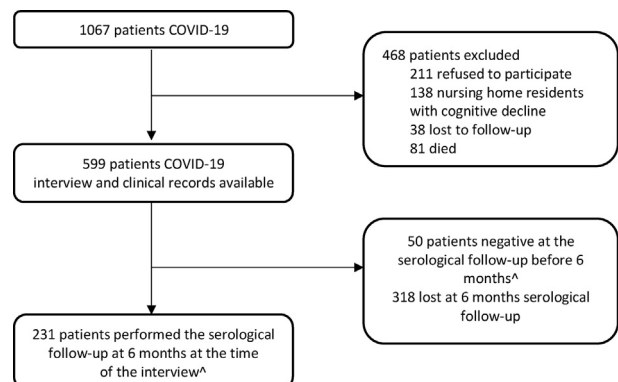 1067 patients COVID-19
468 patients excluded
211 refused to participate
138 nursing home residents
with cognitive decline
38 lost to follow-up
81 died
599 patients COVID-19
interview and clinical records available
50 patients negative at the
serological follow-up before 6
months^
318 lost at 6 months serological
follow-up
231 patients performed the serological
follow-up at 6 months at the time
of the interview^